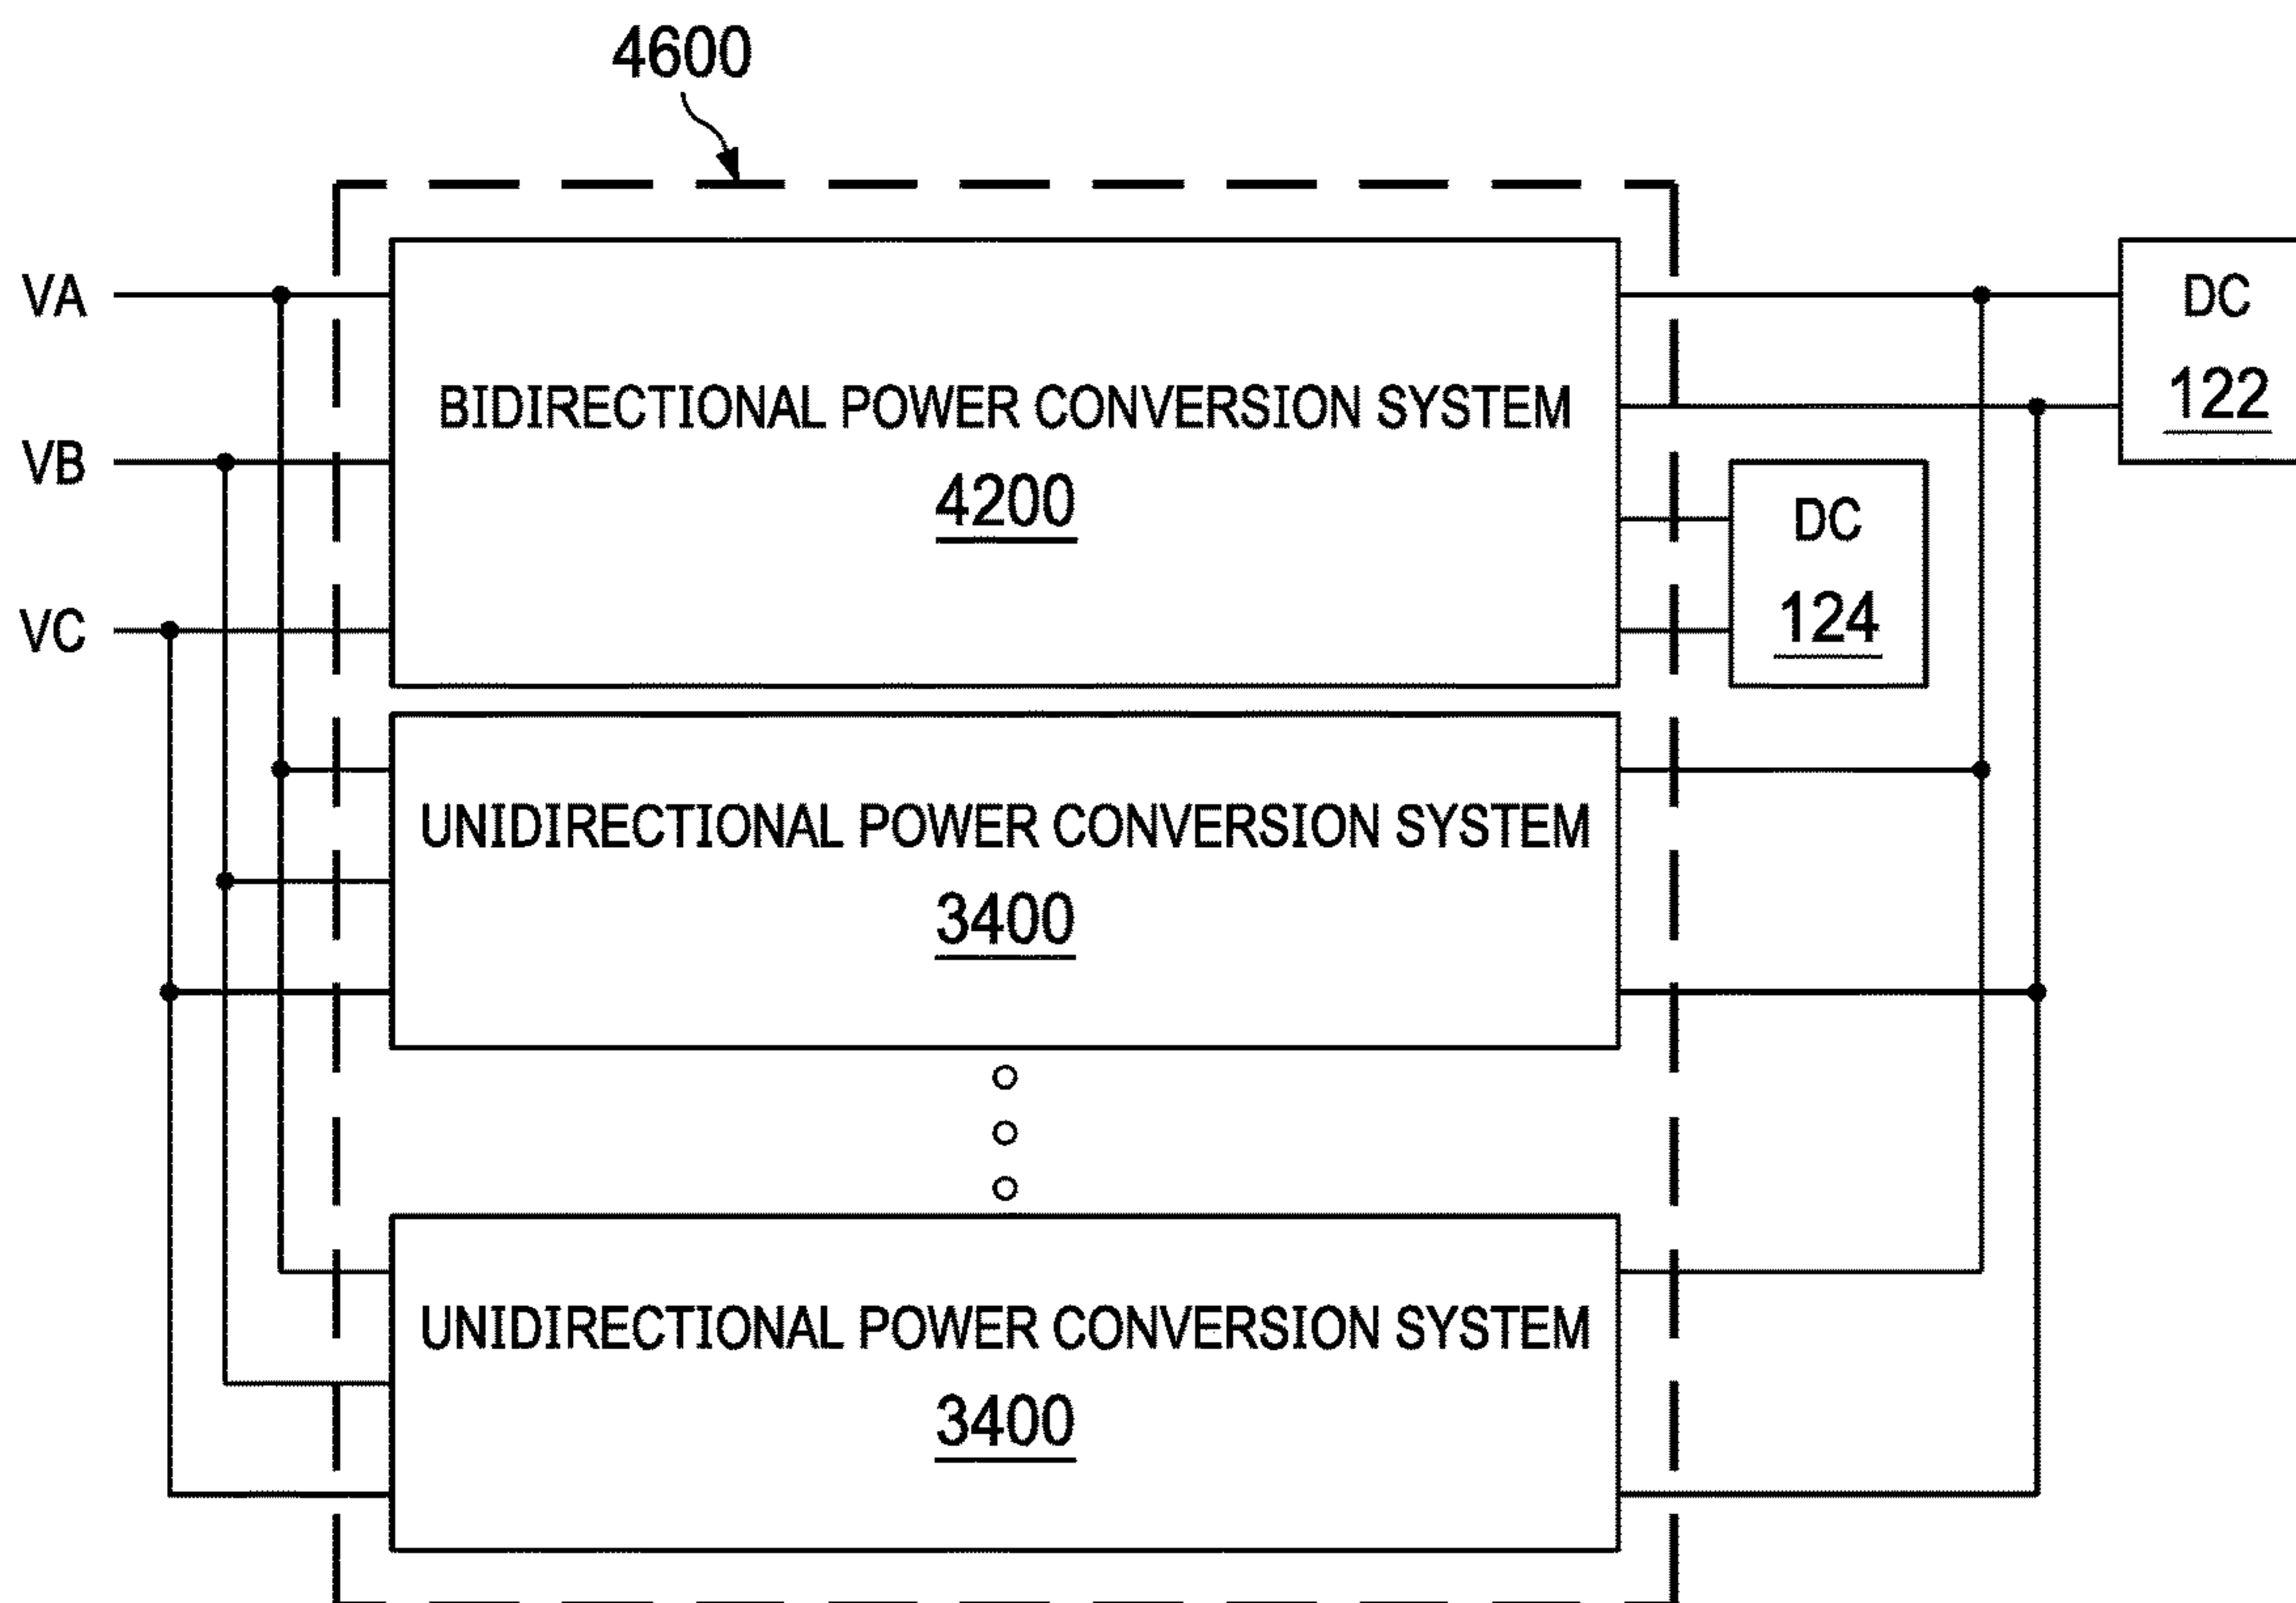 4600
VA
VB
VC
BIDIRECTIONAL POWER CONVERSION SYSTEM
4200
DC
122
DC
124
UNIDIRECTIONAL POWER CONVERSION SYSTEM
3400
UNIDIRECTIONAL POWER CONVERSION SYSTEM
3400